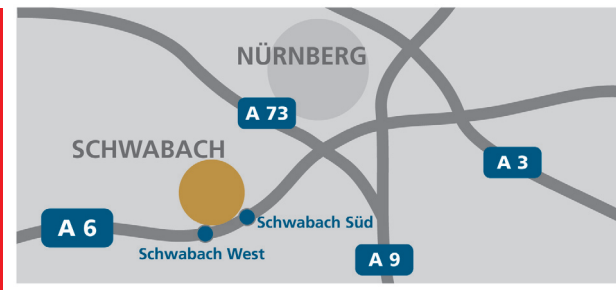 NÜRNBERG
A 73
SCHWABACH
A 3
Schwabach Süd
A 6
Schwabach West
A 9